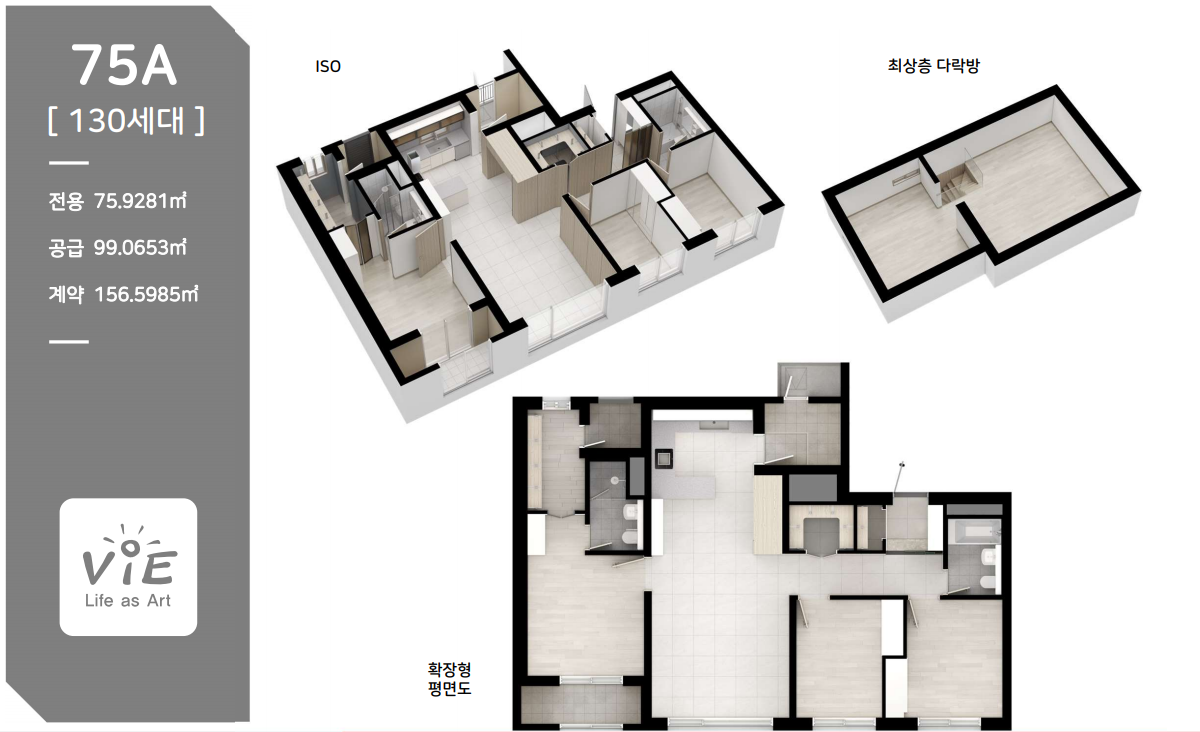 75A
[ 130세대 ]
전용 75.9281㎡
공급 99.0653㎡
계약 156.5985㎡
ViE
Life as Art
ISO
최상층 다락방
확장형
평면도